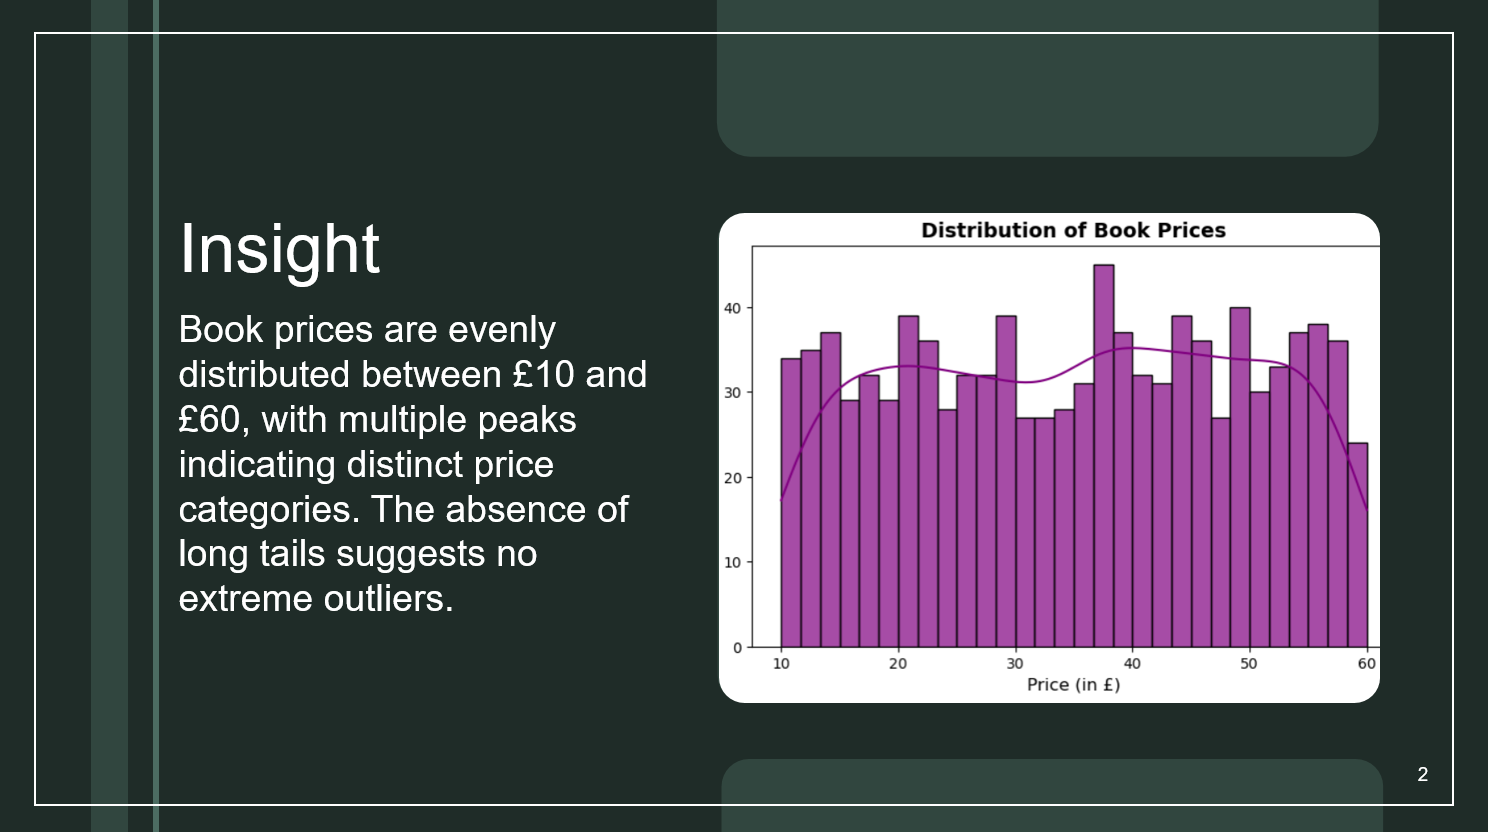 Insight
Book prices are evenly
distributed between £10 and
£60, with multiple peaks
indicating distinct price
categories. The absence of
long tails suggests no
extreme outliers.
Distribution of Book Prices
40
30
20
10
0
10 20 30 40 50 60
Price (in £)
2